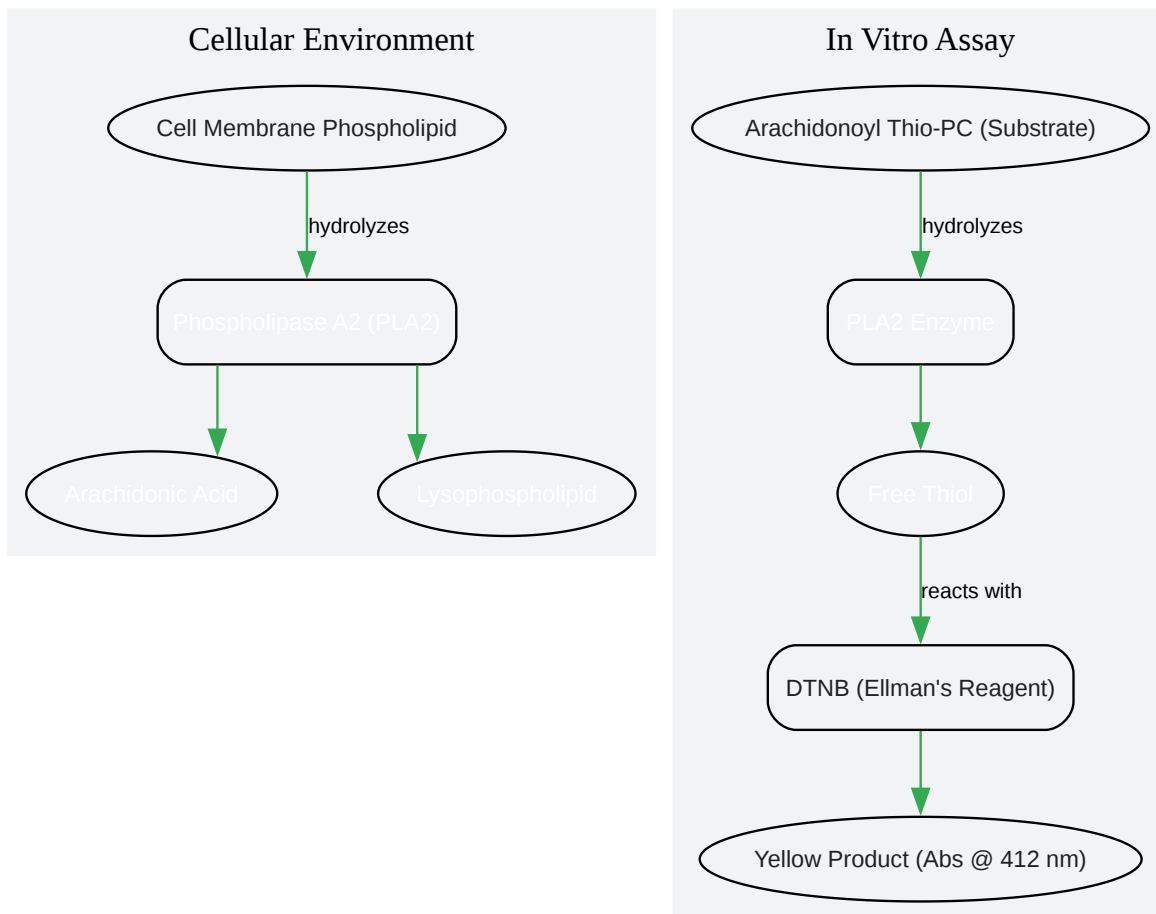 Cellular Environment
Cell Membrane Phospholipid
hydrolyzes
Phospholipase A2 (PLA2)
Arachidonic Acid
Lysophospholipid
In Vitro Assay
Arachidonoyl Thio-PC (Substrate)
hydrolyzes
PLA2 Enzyme
Free Thiol
reacts with
DTNB (Ellman's Reagent)
Yellow Product (Abs @ 412 nm)